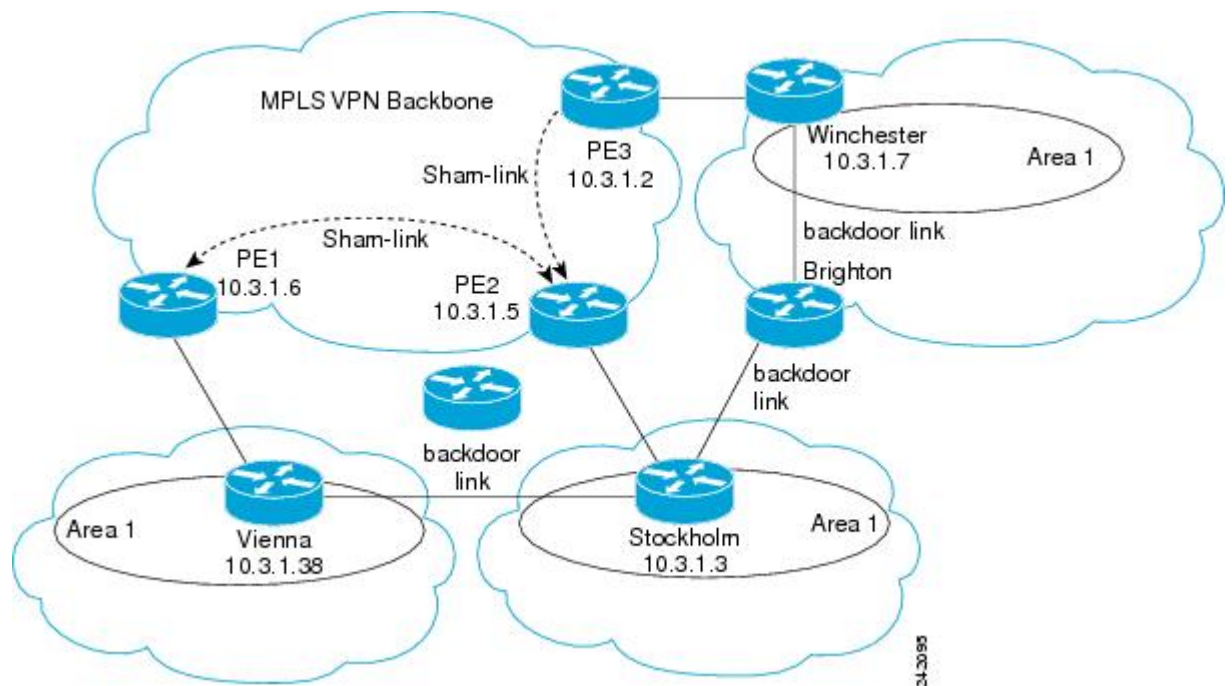 MPLS VPN Backbone
PE3
10.3.1.2
Winchester
10.3.1.7
Area 1
Sham-link
Sham-link
backdoor link
PE1
10.3.1.6
PE2
10.3.1.5
Brighton
backdoor
link
backdoor
link
Area 1
Vienna
10.3.1.38
Stockholm
10.3.1.3
Area 1
243095